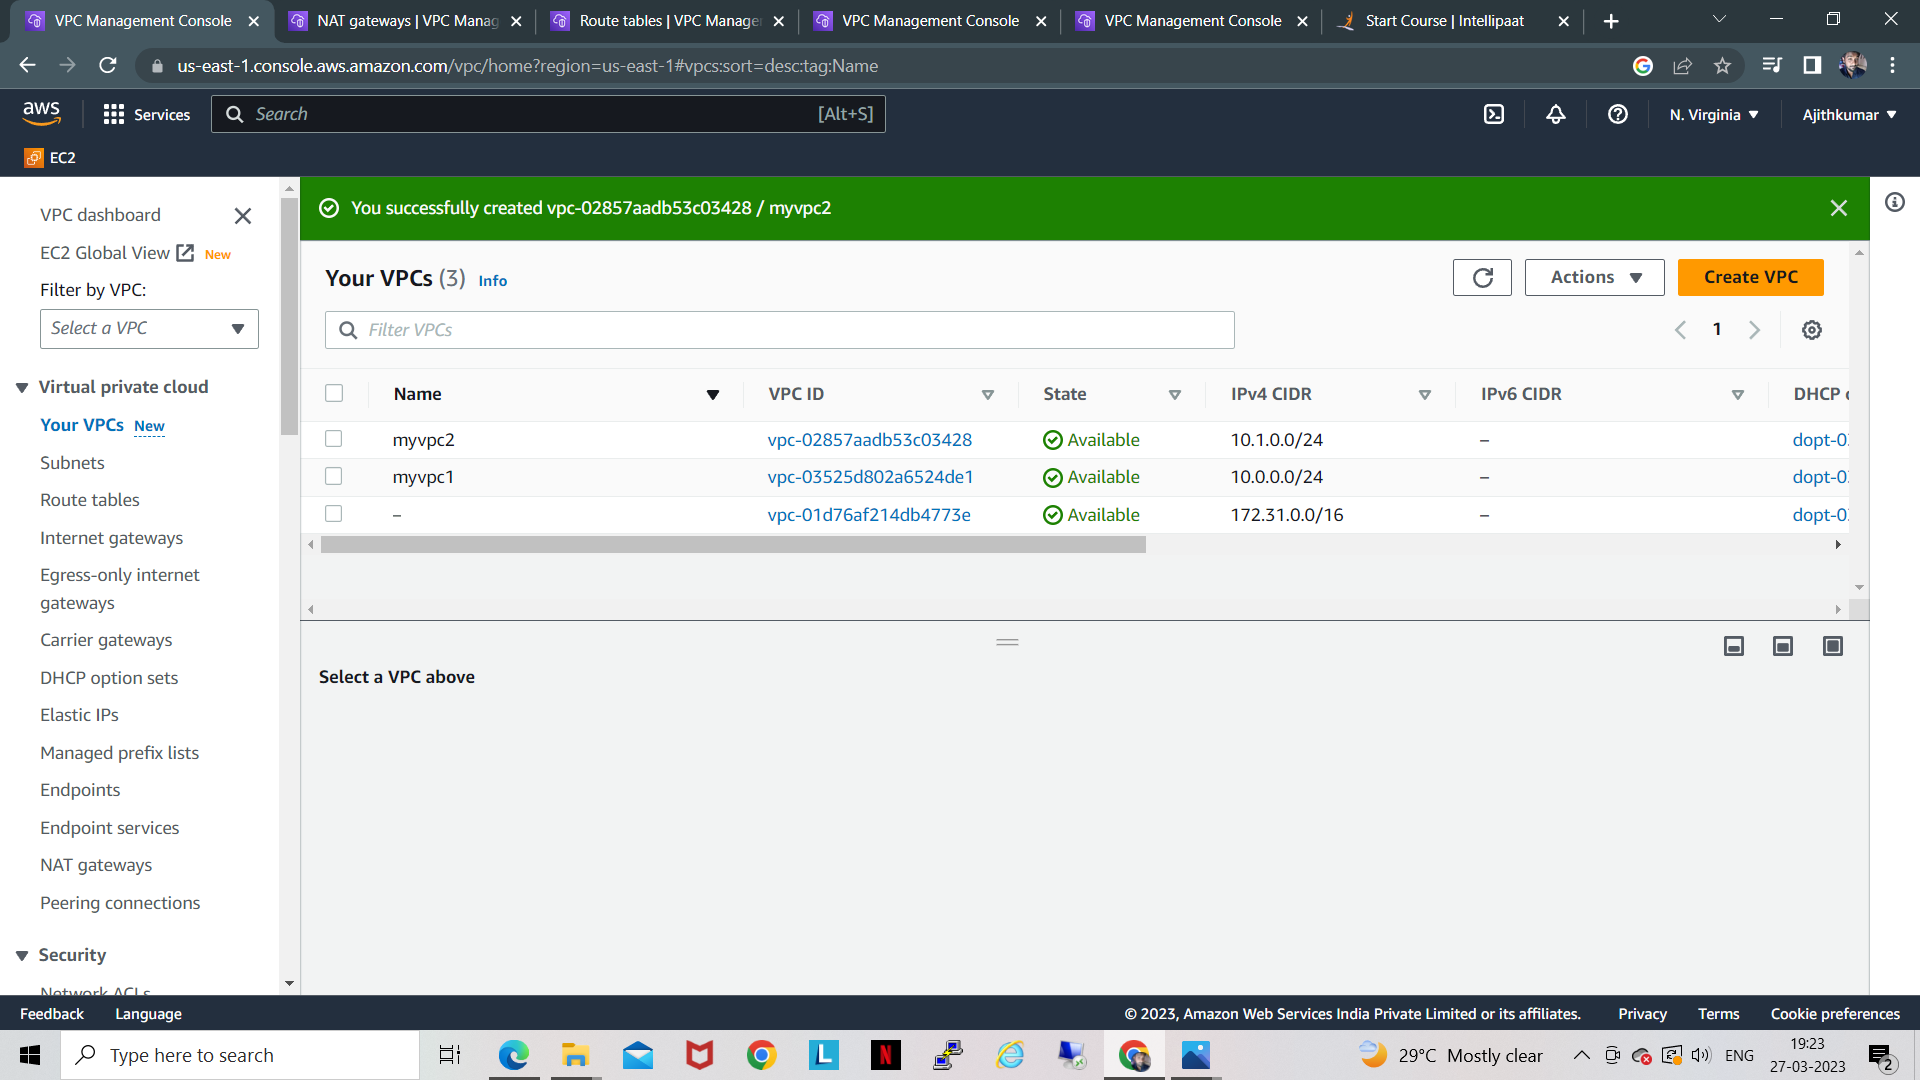 VPC Management Console
NAT gateways | VPC Manag
Route tables | VPC Manage
VPC Management Console
VPC Management Console
Start Course | Intellipaat
us-east-1.console.aws.amazon.com/vpc/home?region=us-east-1#vpcs:sort=desc:tag:Name
aws
Services
Search
[Alt+S]
N. Virginia
Ajithkumar
EC2
VPC dashboard
EC2 Global View New
Filter by VPC:
Select a VPC
Virtual private cloud
Your VPCs New
Subnets
Route tables
Internet gateways
Egress-only internet
gateways
Carrier gateways
DHCP option sets
Elastic IPs
Managed prefix lists
Endpoints
Endpoint services
NAT gateways
Peering connections
Security
Network ACLs
You successfully created vpc-02857aadb53c03428 / myvpc2
Your VPCs (3) Info
Actions
Create VPC
Filter VPCs
1
Name VPC ID State IPv4 CIDR IPv6 CIDR DHCP
myvpc2 vpc-02857aadb53c03428 Available 10.1.0.0/24 – dopt-0
myvpc1 vpc-03525d802a6524de1 Available 10.0.0.0/24 – dopt-0
– vpc-01d76af214db4773e Available 172.31.0.0/16 – dopt-0
Select a VPC above
Feedback Language © 2023, Amazon Web Services India Private Limited or its affiliates. Privacy Terms Cookie preferences
Type here to search
L
N
29°C Mostly clear
ENG
19:23
27-03-2023
2